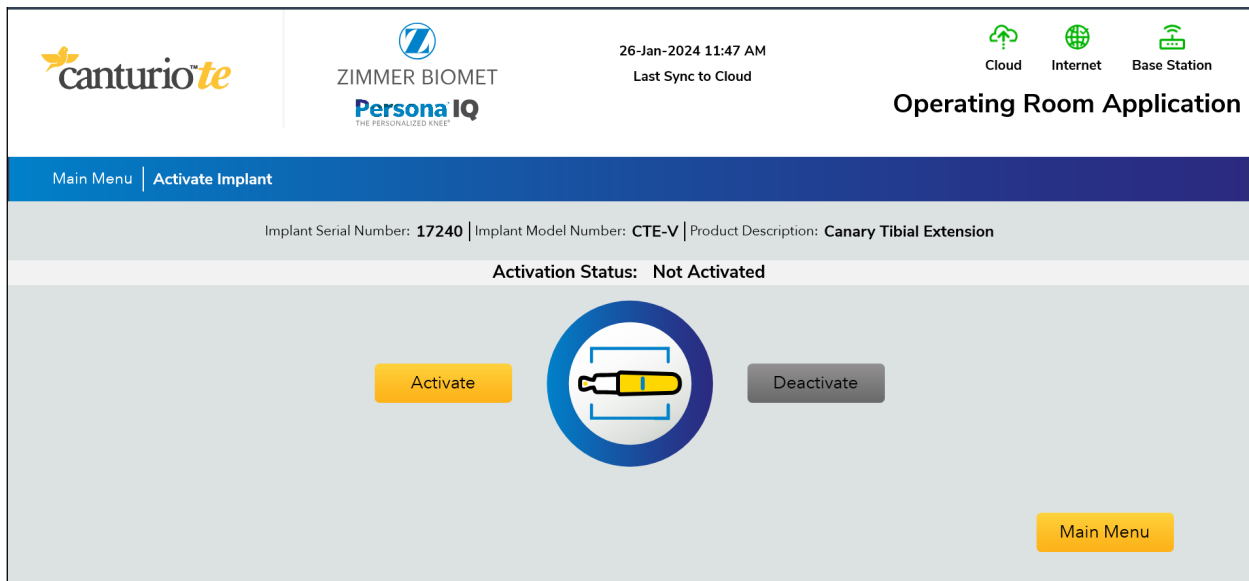 canturio™te
ZIMMER BIOMET
Persona IQ
THE PERSONALIZED KNEE®
26-Jan-2024 11:47 AM
Last Sync to Cloud
Cloud Internet Base Station
Operating Room Application
Main Menu | Activate Implant
Implant Serial Number: 17240 | Implant Model Number: CTE-V | Product Description: Canary Tibial Extension
Activation Status: Not Activated
Activate
Deactivate
Main Menu